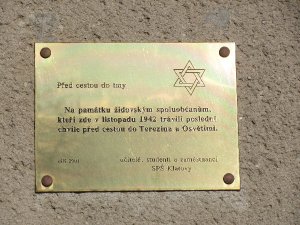 Před cestou do tmy
Na památku židovským spoluobčanům,
kteří zde v listopadu 1942 trávili poslední
chvíle před cestou do Terezína a Osvětimi.
učitelé, studenti a zaměstnanci
SPŠ Klatovy